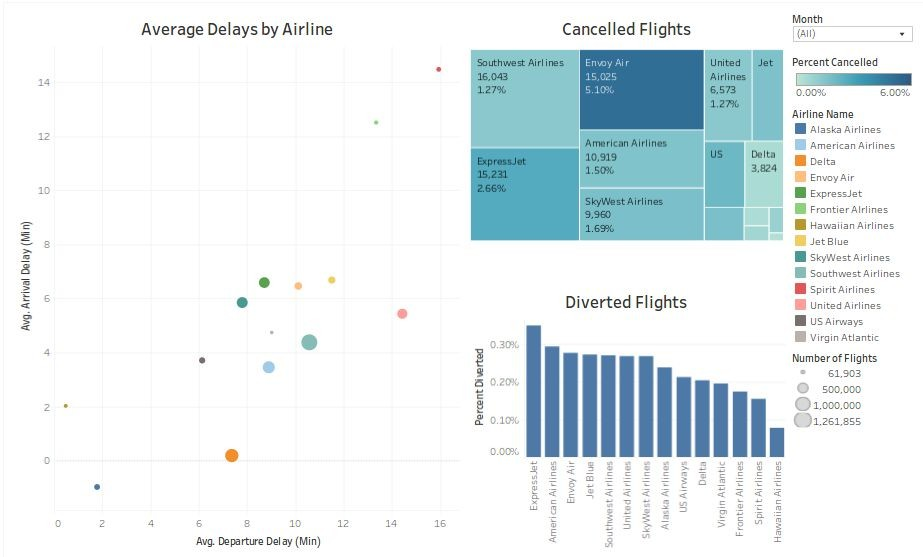 Average Delays by Airline
Avg. Arrival Delay (Min)
14
12
10
8
6
4
2
0
0
2
4
6
8
10
12
14
16
Avg. Departure Delay (Min)
Cancelled Flights
Southwest Airlines
16,043
1.27%
ExpressJet
15,231
2.66%
Envoy Air
15,025
5.10%
American Airlines
10,919
1.50%
SkyWest Airlines
9,960
1.69%
United
Airlines
6,573
1.27%
Jet
US
Delta
3,824
Diverted Flights
Percent Diverted
0.30%
0.20%
0.10%
0.00%
ExpressJet
American Airlines
Envoy Air
Jet Blue
Southwest Airlines
United Airlines
SkyWest Airlines
Alaska Airlines
US Airways
Delta
Virgin Atlantic
Frontier Airlines
Spirit Airlines
Hawaiian Airlines
Month
(All)
Percent Cancelled
0.00%
6.00%
Airline Name
Alaska Airlines
American Airlines
Delta
Envoy Air
ExpressJet
Frontier Airlines
Hawaiian Airlines
Jet Blue
SkyWest Airlines
Southwest Airlines
Spirit Airlines
United Airlines
US Airways
Virgin Atlantic
Number of Flights
61,903
500,000
1,000,000
1,261,855